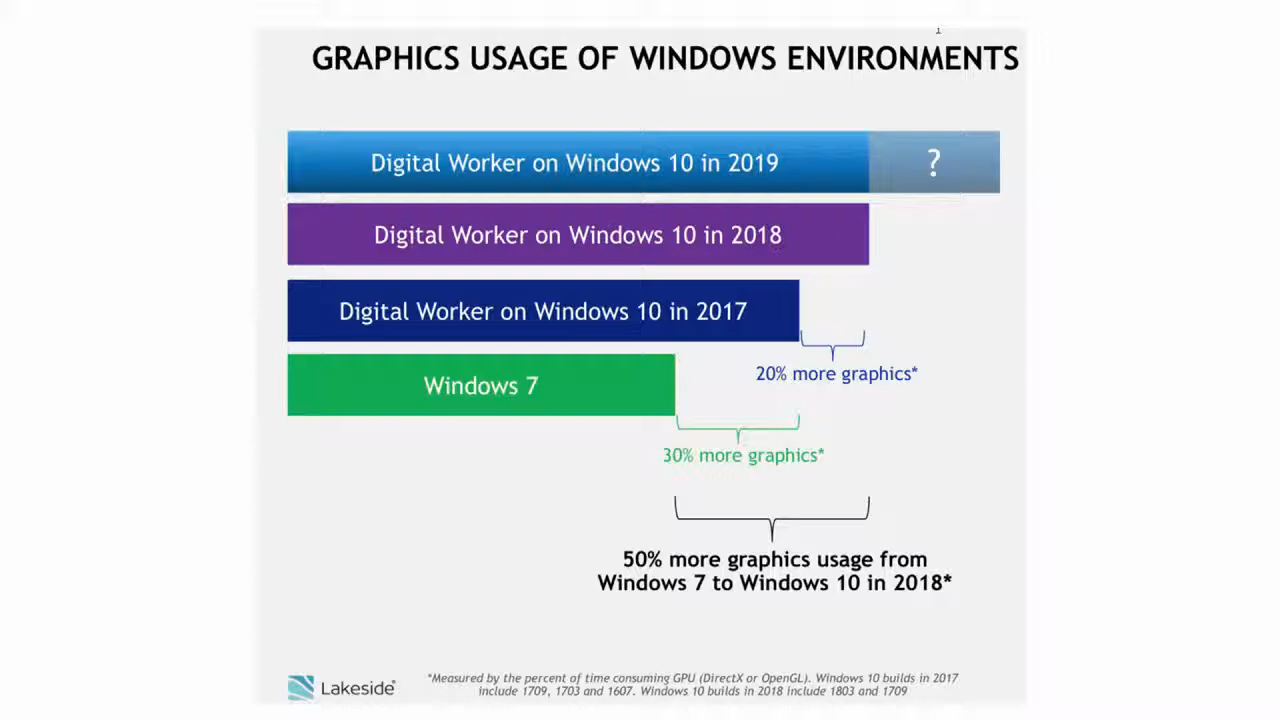 GRAPHICS USAGE OF WINDOWS ENVIRONMENTS
Digital Worker on Windows 10 in 2019
?
Digital Worker on Windows 10 in 2018
Digital Worker on Windows 10 in 2017
20% more graphics*
Windows 7
30% more graphics*
50% more graphics usage from
Windows 7 to Windows 10 in 2018*
Lakeside®
*Measured by the percent of time consuming GPU (DirectX or OpenGL). Windows 10 builds in 2017
include 1709, 1703 and 1607. Windows 10 builds in 2018 include 1803 and 1709